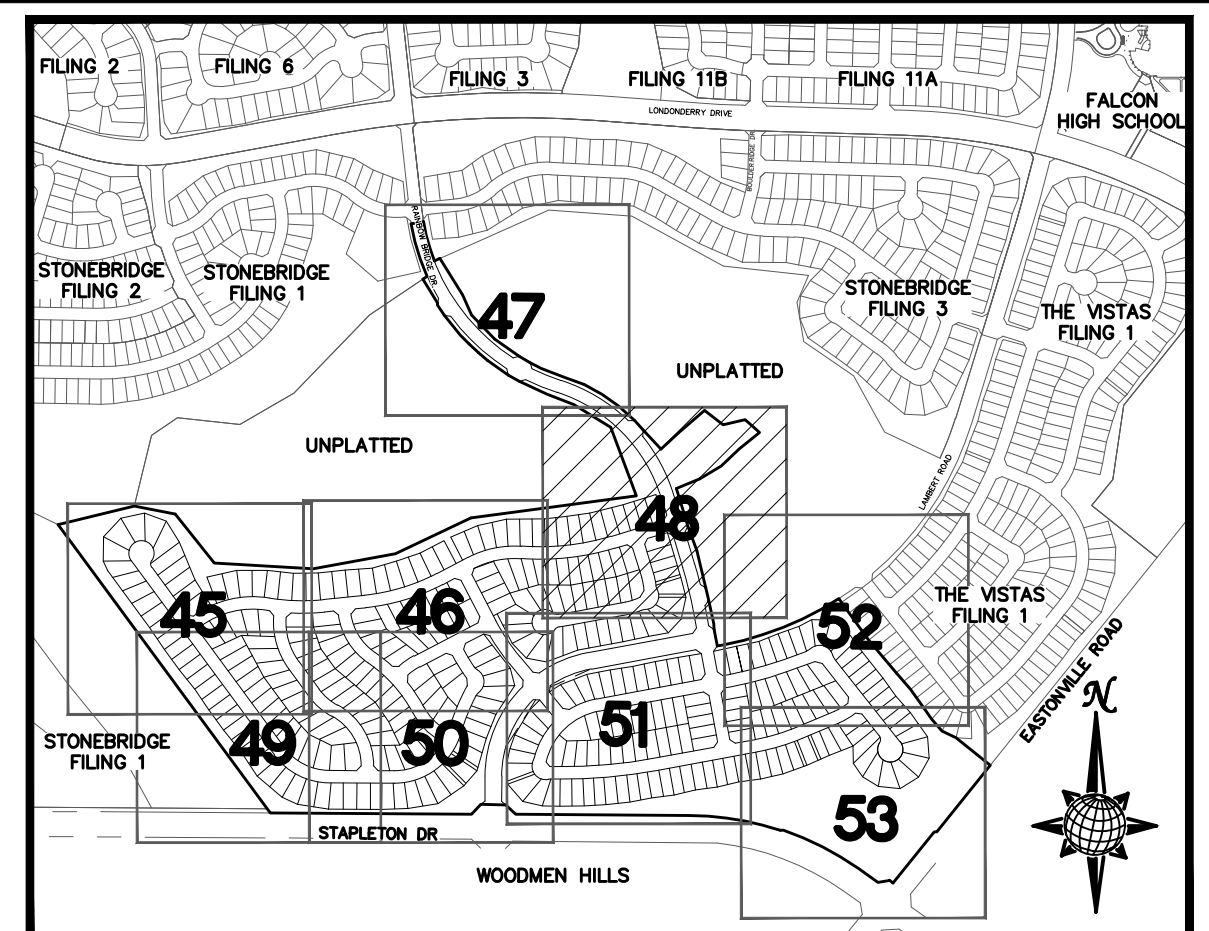 FILING 2
FILING 6
FILING 3
FILING 11B
FILING 11A
FALCON
HIGH SCHOOL
LONDONDERRY DRIVE
BOULDER RIDGE DR
RAINBOW BRIDGE DR.
STONEBRIDGE
FILING 2
STONEBRIDGE
FILING 1
STONEBRIDGE
FILING 3
THE VISTAS
FILING 1
47
UNPLATTED
UNPLATTED
LAMBERT ROAD
48
45
46
52
THE VISTAS
FILING 1
EASTONVILLE ROAD
N
STONEBRIDGE
FILING 1
49
50
51
53
STAPLETON DR
WOODMEN HILLS